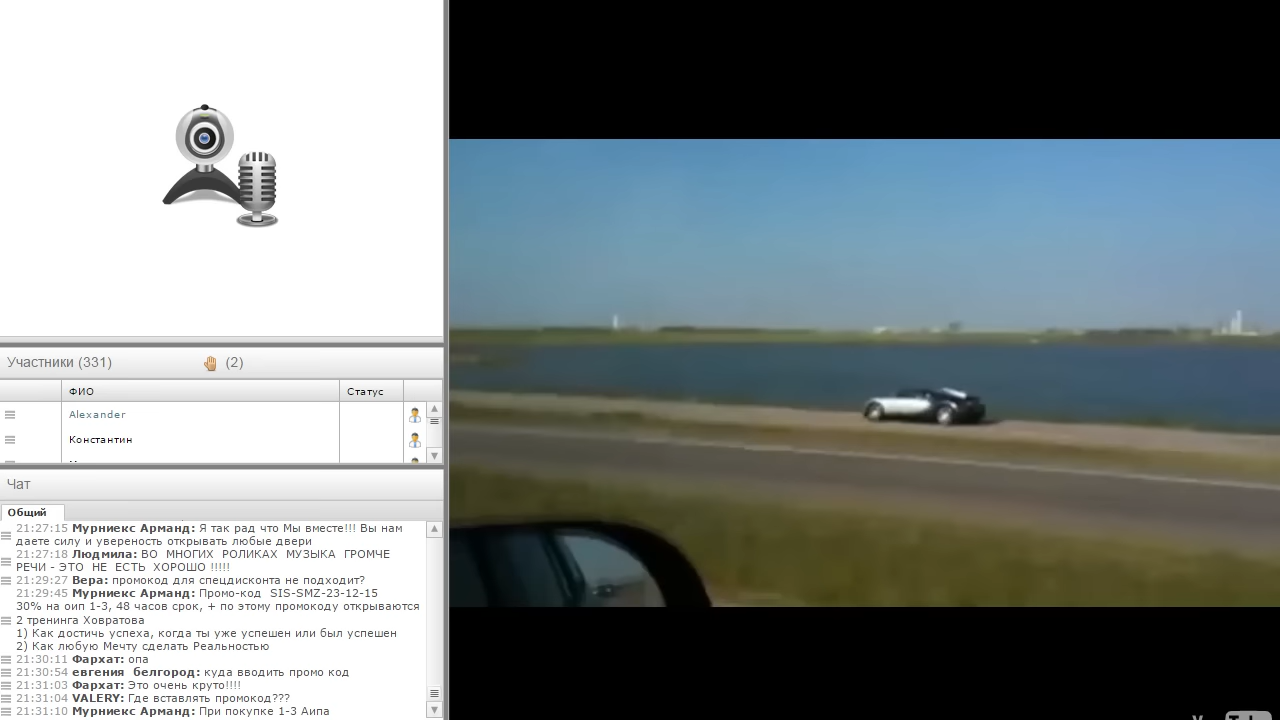 Участники (331) (2)
ФИО Статус
Alexander
Константин
Чат
Общий
21:27:15 Мурниекс Арманд: Я так рад что Мы вместе!!! Вы нам
даете силу и увереность открывать любые двери
21:27:18 Людмила: ВО МНОГИХ РОЛИКАХ МУЗЫКА ГРОМЧЕ
РЕЧИ - ЭТО НЕ ЕСТЬ ХОРОШО !!!!!
21:29:27 Вера: промокод для спецдисконта не подходит?
21:29:45 Мурниекс Арманд: Промо-код SIS-SMZ-23-12-15
30% на оип 1-3, 48 часов срок, + по этому промокоду открываются
2 тренинга Ховратова
1) Как достичь успеха, когда ты уже успешен или был успешен
2) Как любую Мечту сделать Реальностью
21:30:11 Фархат: опа
21:30:54 евгения белгород: куда вводить промо код
21:31:03 Фархат: Это очень круто!!!!
21:31:04 VALERY: Где вставлять промокод???
21:31:10 Мурниекс Арманд: При покупке 1-3 Аипа